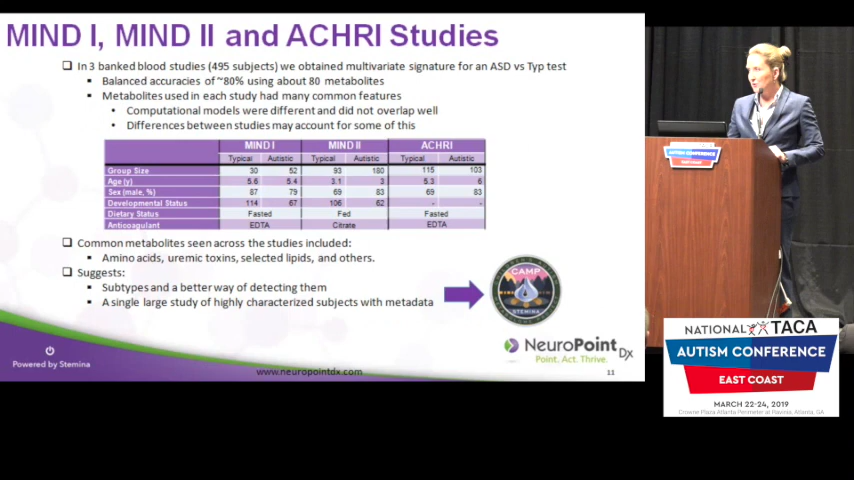 MIND I, MIND II and ACHRI Studies
In 3 banked blood studies (495 subjects) we obtained multivariate signature for an ASD vs Typ test
Balanced accuracies of ~80% using about 80 metabolites
Metabolites used in each study had many common features
Computational models were different and did not overlap well
Differences between studies may account for some of this
MIND I MIND II ACHRI
Typical Autistic Typical Autistic Typical Autistic
Group Size 30 52 93 180 115 103
Age (y) 5.6 5.4 3.1 3 5.3 6
Sex (male, %) 87 79 69 83 69 83
Developmental Status 114 67 106 62 - -
Dietary Status Fasted Fed Fasted
Anticoagulant EDTA Citrate EDTA
Common metabolites seen across the studies included:
Amino acids, uremic toxins, selected lipids, and others.
Suggests:
Subtypes and a better way of detecting them
A single large study of highly characterized subjects with metadata
CAMP
STEMINA
NeuroPoint Dx
Point. Act. Thrive.
Powered by Stemina
www.neuropointdx.com
11
AUTISM CONFERENCE
EAST COAST
NATIONAL TACA
AUTISM CONFERENCE
EAST COAST
MARCH 22-24, 2019
Crowne Plaza Atlanta Perimeter at Ravinia, Atlanta, GA